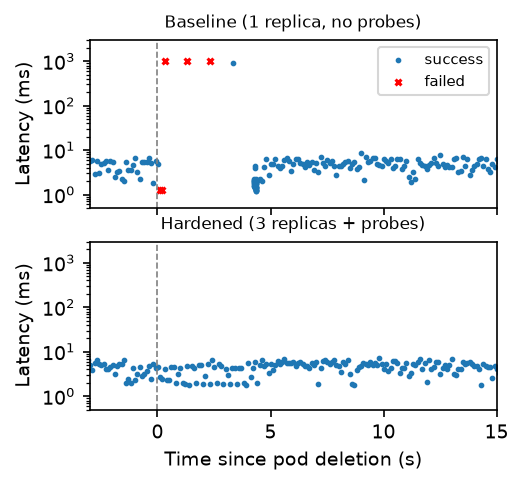 Baseline (1 replica, no probes)
10³
10²
10¹
10⁰
Latency (ms)
success
failed
Hardened (3 replicas + probes)
10³
10²
10¹
10⁰
Latency (ms)
0 5 10 15
Time since pod deletion (s)